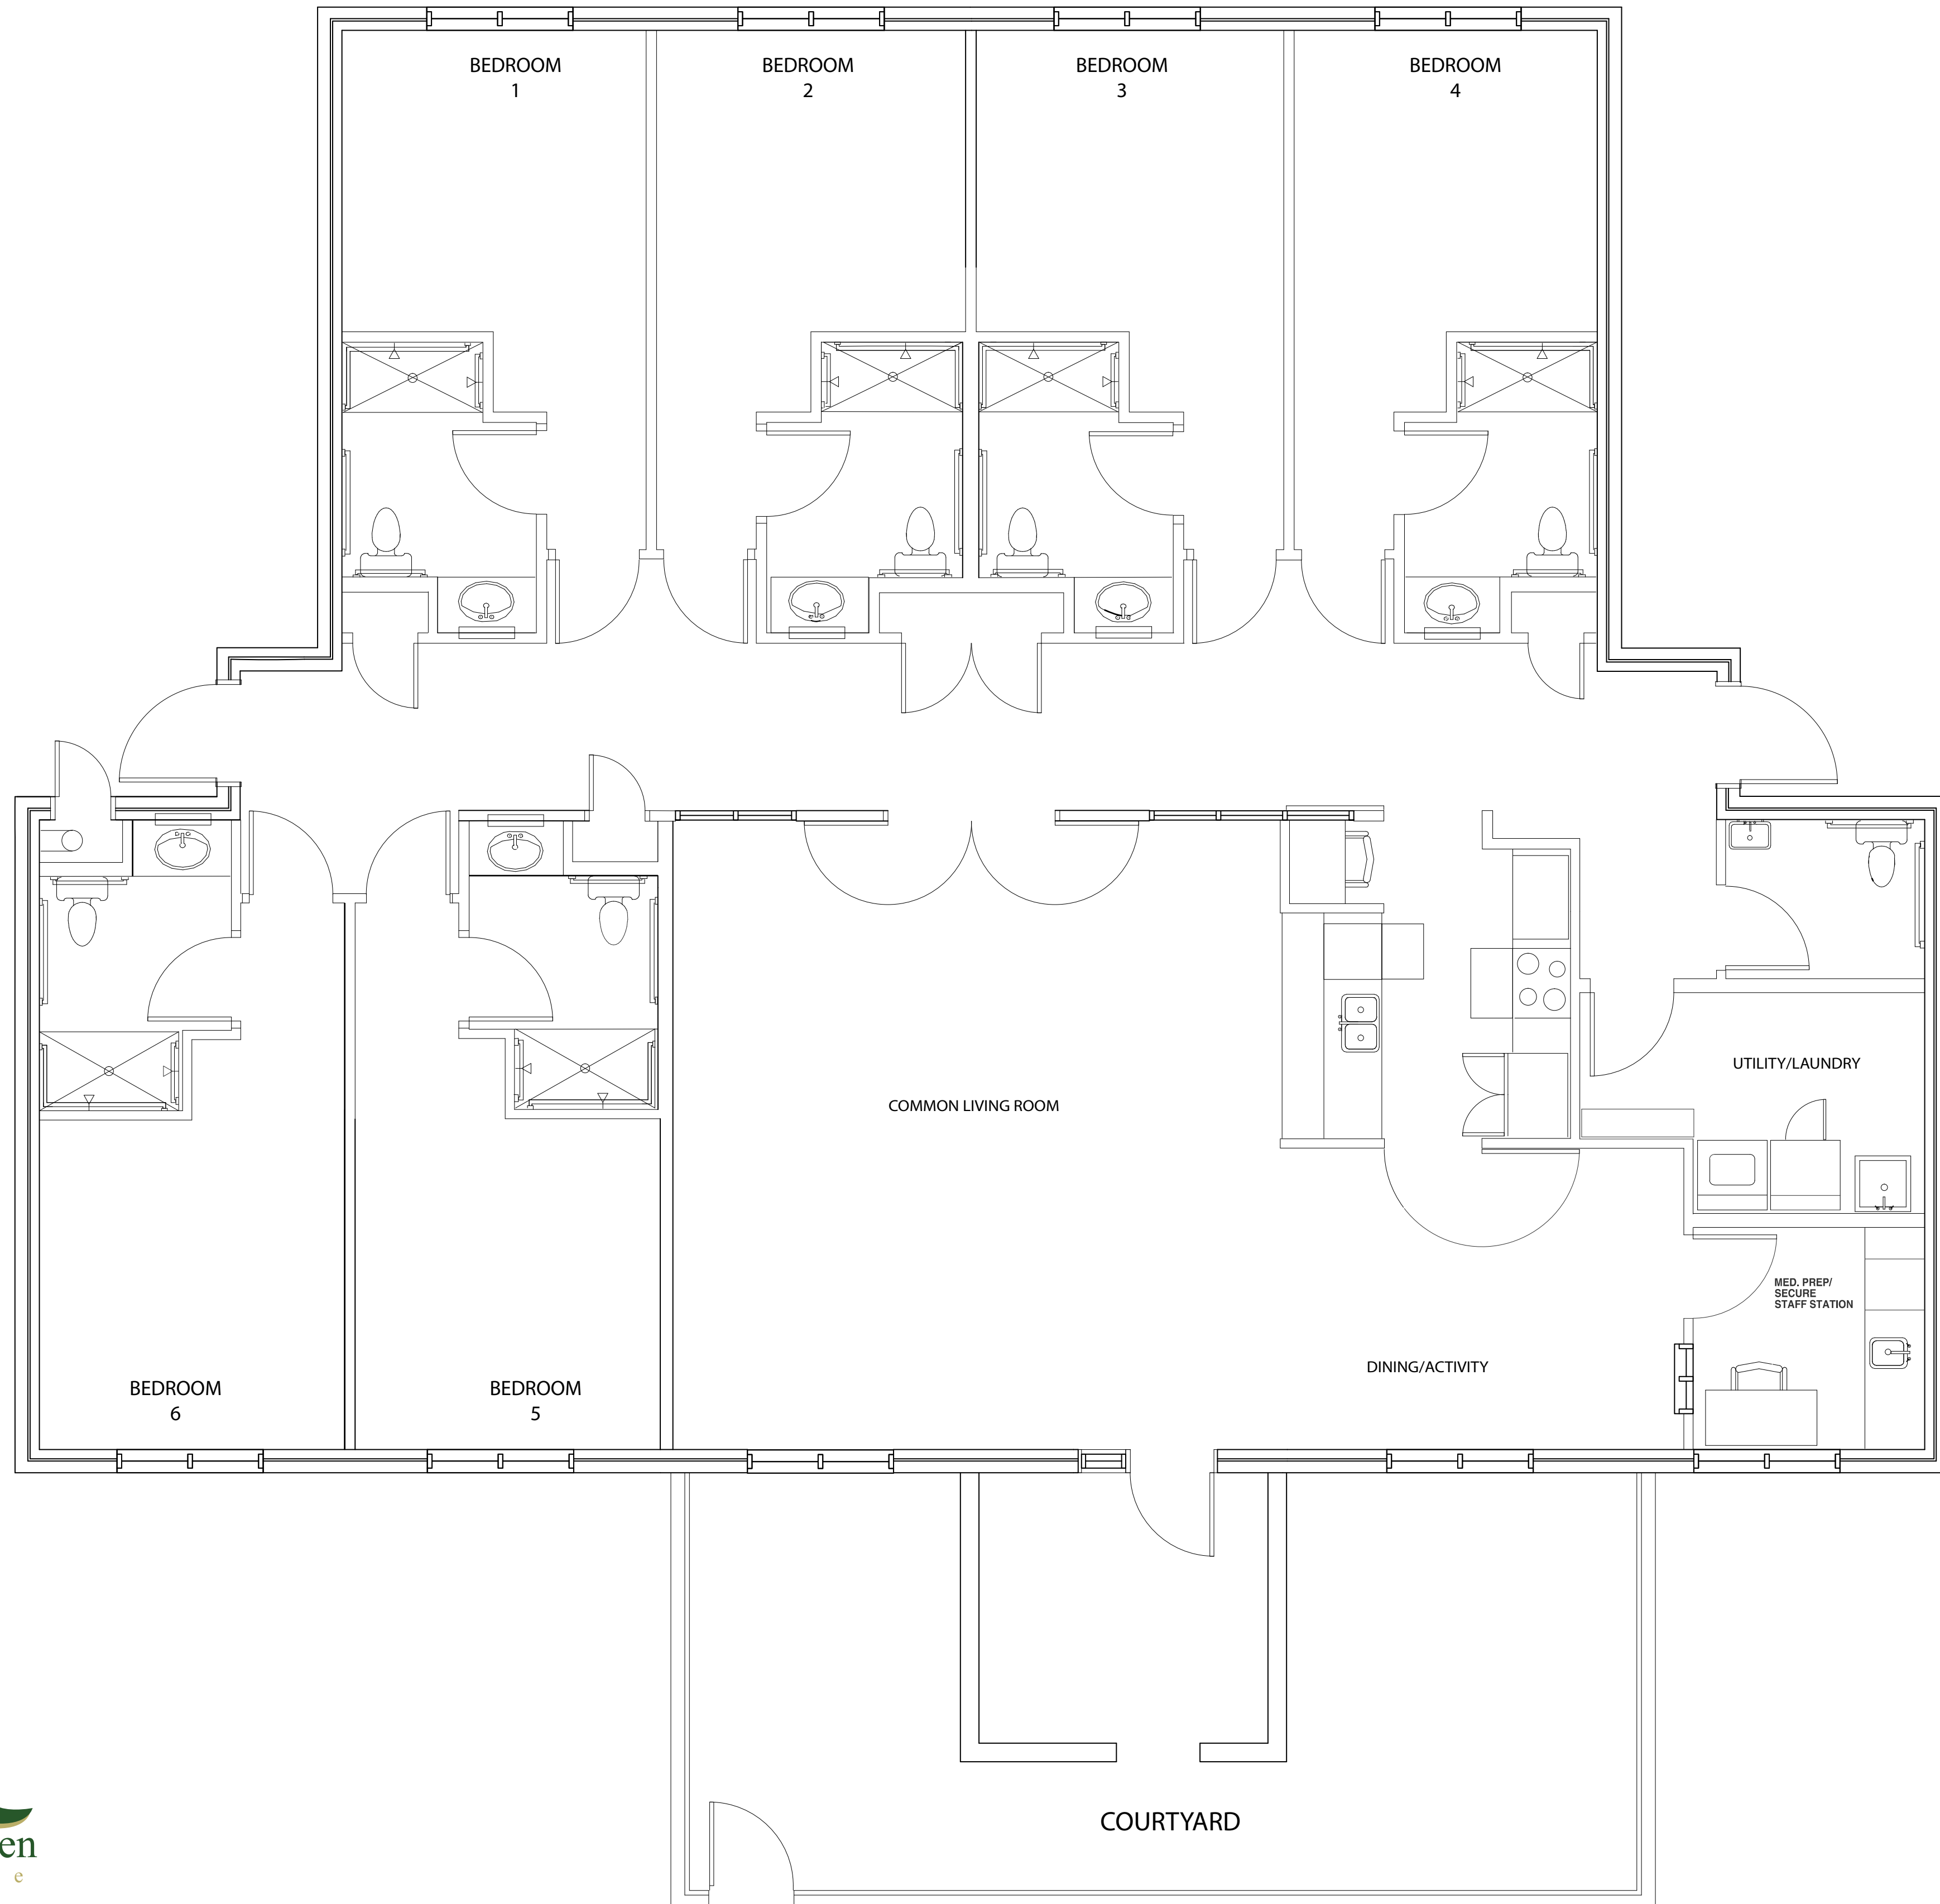 BEDROOM
1
BEDROOM
2
BEDROOM
3
BEDROOM
4
UTILITY/LAUNDRY
COMMON LIVING ROOM
MED. PREP/
SECURE
STAFF STATION
DINING/ACTIVITY
BEDROOM
6
BEDROOM
5
COURTYARD
en
e